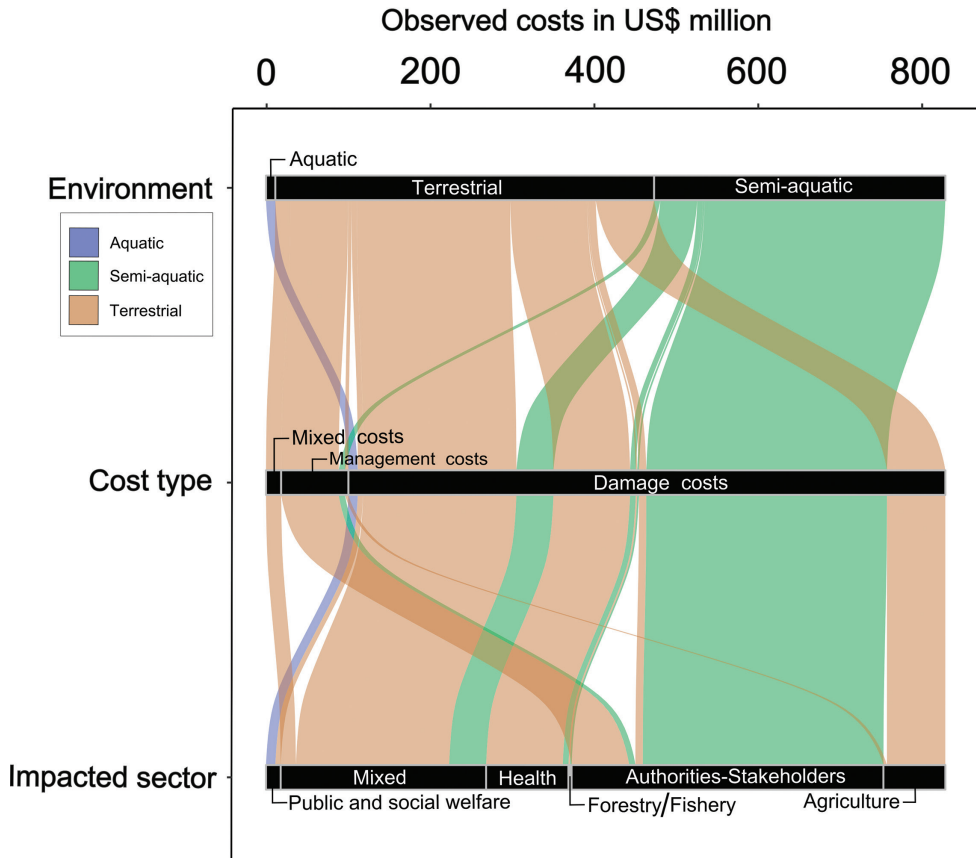 Observed costs in US$ million
0 200 400 600 800
Aquatic
Environment Terrestrial Semi-aquatic
Aquatic
Semi-aquatic
Terrestrial
Mixed costs
Management costs
Cost type Damage costs
Impacted sector Mixed Health Authorities-Stakeholders
Public and social welfare Forestry/Fishery Agriculture